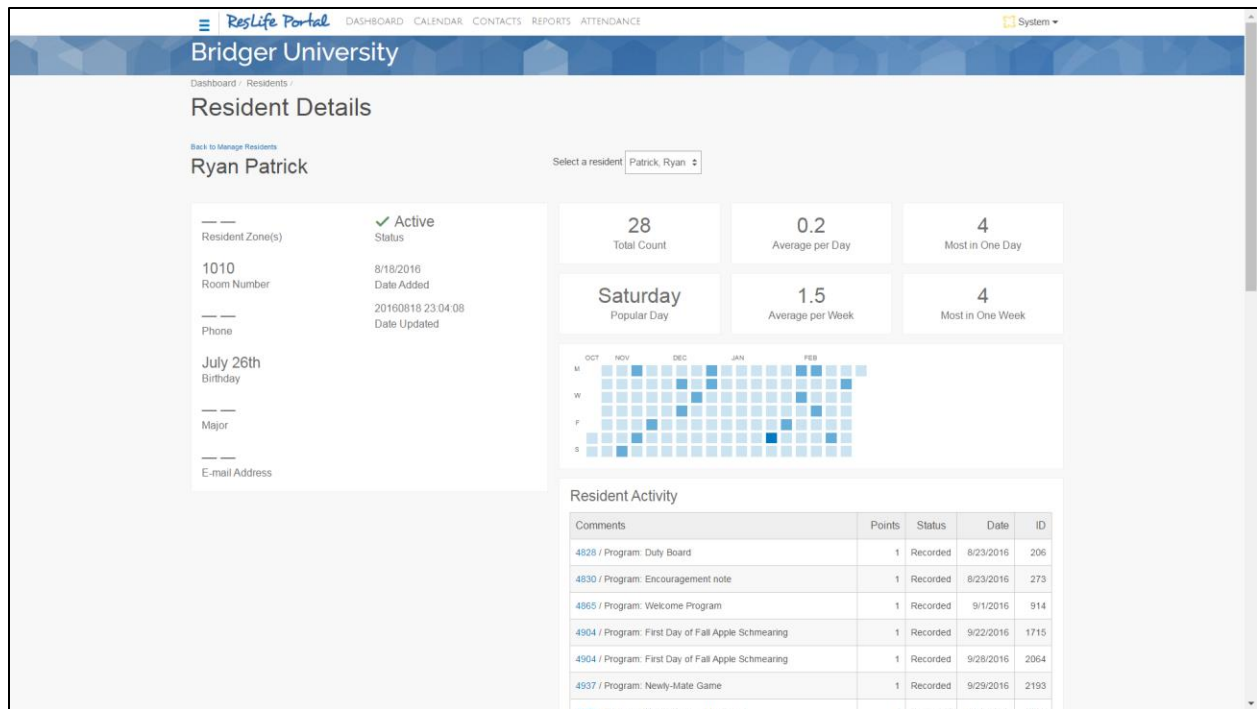 ResLife Portal DASHBOARD CALENDAR CONTACTS REPORTS ATTENDANCE System
Bridger University
Dashboard / Residents /
Resident Details
Back to Manage Residents
Ryan Patrick
Select a resident Patrick, Ryan
— —
Resident Zone(s)
1010
Room Number
— —
Phone
July 26th
Birthday
— —
Major
— —
E-mail Address
Active
Status
8/18/2016
Date Added
20160818 23:04:08
Date Updated
28
Total Count
0.2
Average per Day
4
Most in One Day
Saturday
Popular Day
1.5
Average per Week
4
Most in One Week
OCT NOV DEC JAN FEB
M
W
F
S
Resident Activity
Comments Points Status Date ID
4828 / Program: Duty Board 1 Recorded 8/23/2016 206
4830 / Program: Encouragement note 1 Recorded 8/23/2016 273
4865 / Program: Welcome Program 1 Recorded 9/1/2016 914
4904 / Program: First Day of Fall Apple Schmearing 1 Recorded 9/22/2016 1715
4904 / Program: First Day of Fall Apple Schmearing 1 Recorded 9/28/2016 2064
4937 / Program: Newly-Mate Game 1 Recorded 9/29/2016 2193